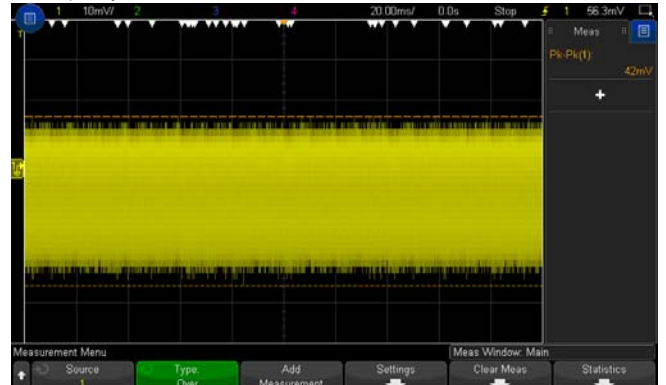 1 10mV/ 2 3 4 20.00ms/ 0.0s Stop 1 56.3mV
T
Meas
Pk-Pk(1):
42mV
+
Measurement Menu
Meas Window: Main
Source Type: Add Settings Clear Meas Statistics
1 Over Measurement